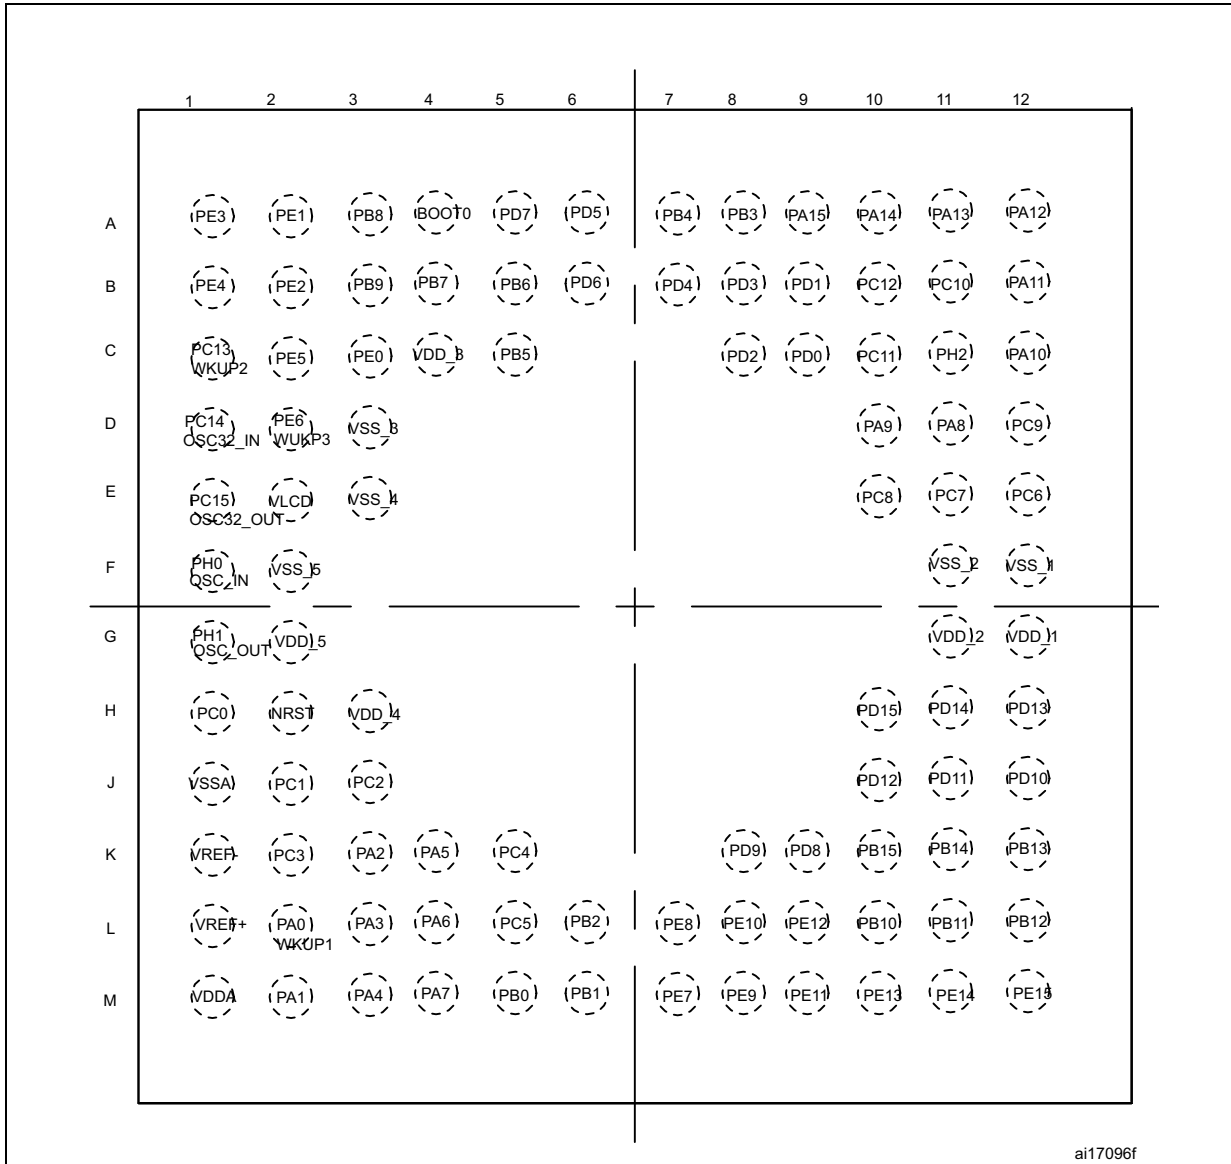 1 2 3 4 5 6 7 8 9 10 11 12
A PE3 PE1 PB8 BOOT0 PD7 PD5 PB4 PB3 PA15 PA14 PA13 PA12
B PE4 PE2 PB9 PB7 PB6 PD6 PD4 PD3 PD1 PC12 PC10 PA11
C PC13 PE5 PE0 VDD_3 PB5 PD2 PD0 PC11 PH2 PA10
WKUP2
D PC14 PE6 VSS_3 PA9 PA8 PC9
OSC32_IN WUKP3
E PC15 VLCD VSS_4 PC8 PC7 PC6
OSC32_OUT
F PH0 VSS_5 VSS_2 VSS_1
OSC_IN
G PH1 VDD_5 VDD_2 VDD_1
OSC_OUT
H PC0 NRST VDD_4 PD15 PD14 PD13
J VSSA PC1 PC2 PD12 PD11 PD10
K VREF- PC3 PA2 PA5 PC4 PD9 PD8 PB15 PB14 PB13
L VREF+ PA0 PA3 PA6 PC5 PB2 PE8 PE10 PE12 PB10 PB11 PB12
WKUP1
M VDDA PA1 PA4 PA7 PB0 PB1 PE7 PE9 PE11 PE13 PE14 PE15
ai17096f